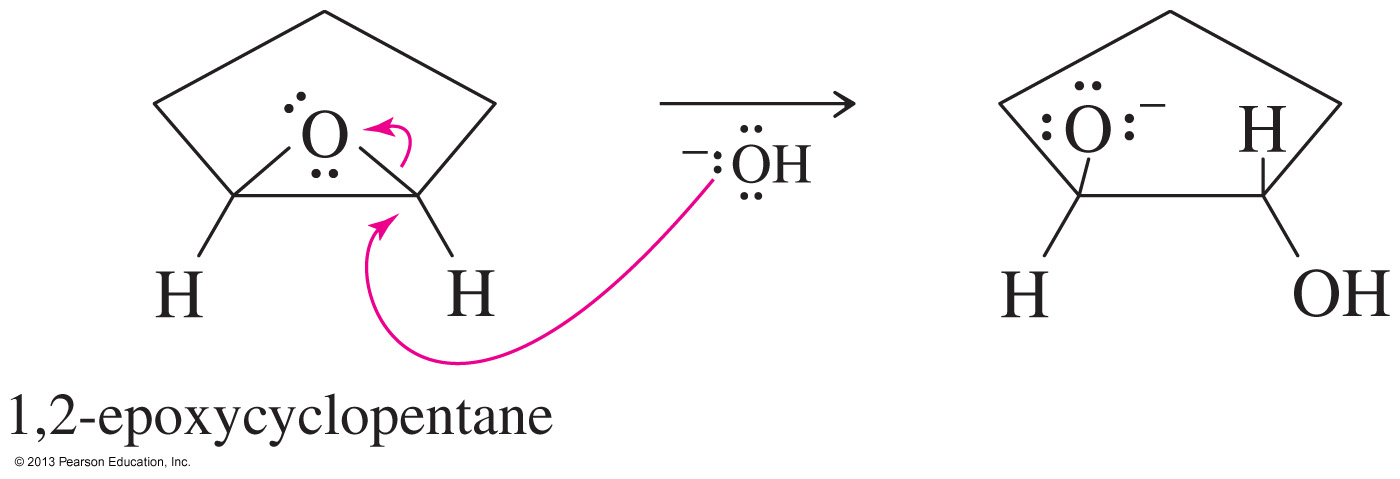 O
H H
− OH
O −
H
H OH
1,2-epoxycyclopentane
© 2013 Pearson Education, Inc.